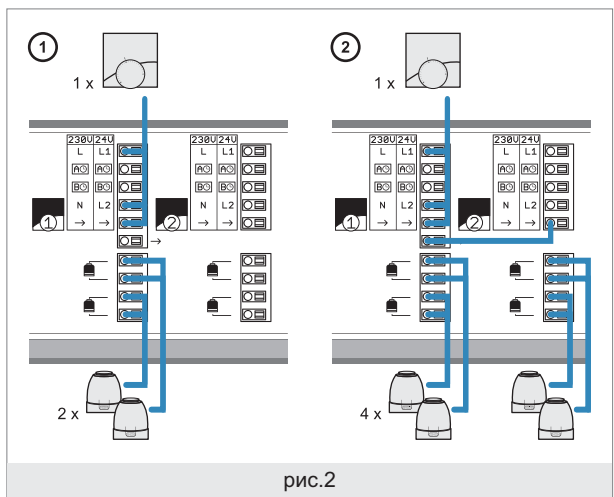 1
2
1 x
1 x
230V 24V
L L1
A A
B B
N L2
→ →
1
230V 24V
L L1
A A
B B
N L2
→ →
2
→
230V 24V
L L1
A A
B B
N L2
→ →
1
230V 24V
L L1
A A
B B
N L2
→ →
2
2 x
4 x
рис.2